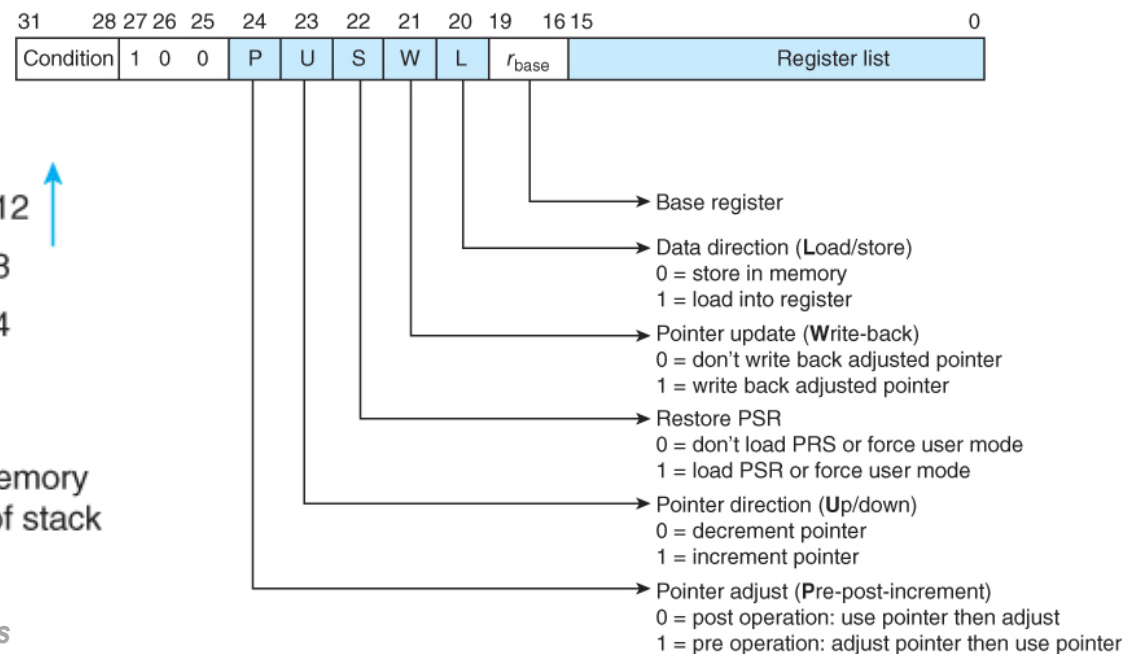 31 28 27 26 25 24 23 22 21 20 19 16 15 0
Condition 1 0 0 P U S W L rbase Register list
12
3
4
emory
of stack
s
Base register
Data direction (Load/store)
0 = store in memory
1 = load into register
Pointer update (Write-back)
0 = don't write back adjusted pointer
1 = write back adjusted pointer
Restore PSR
0 = don't load PRS or force user mode
1 = load PSR or force user mode
Pointer direction (Up/down)
0 = decrement pointer
1 = increment pointer
Pointer adjust (Pre-post-increment)
0 = post operation: use pointer then adjust
1 = pre operation: adjust pointer then use pointer